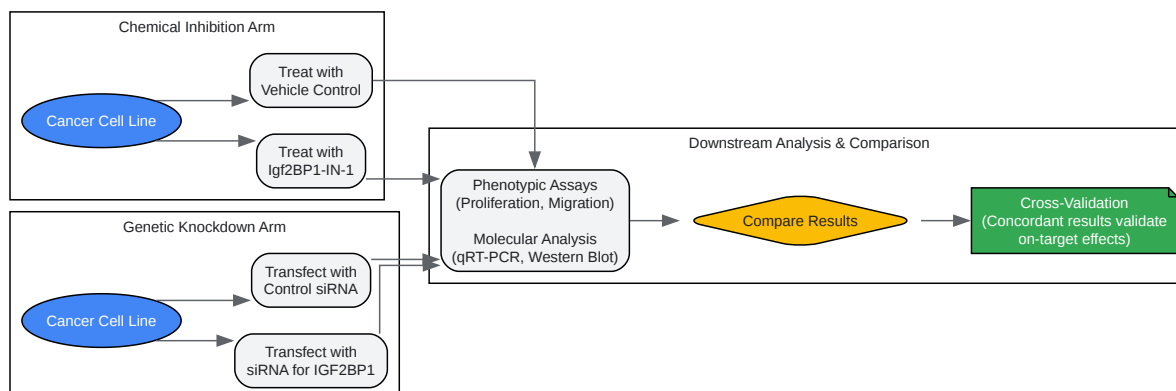 Chemical Inhibition Arm
Cancer Cell Line
Treat with
Vehicle Control
Treat with
Igf2BP1-IN-1
Genetic Knockdown Arm
Cancer Cell Line
Transfect with
Control siRNA
Transfect with
siRNA for IGF2BP1
Downstream Analysis & Comparison
Phenotypic Assays
(Proliferation, Migration)
Molecular Analysis
(qRT-PCR, Western Blot)
Compare Results
Cross-Validation
(Concordant results validate
on-target effects)